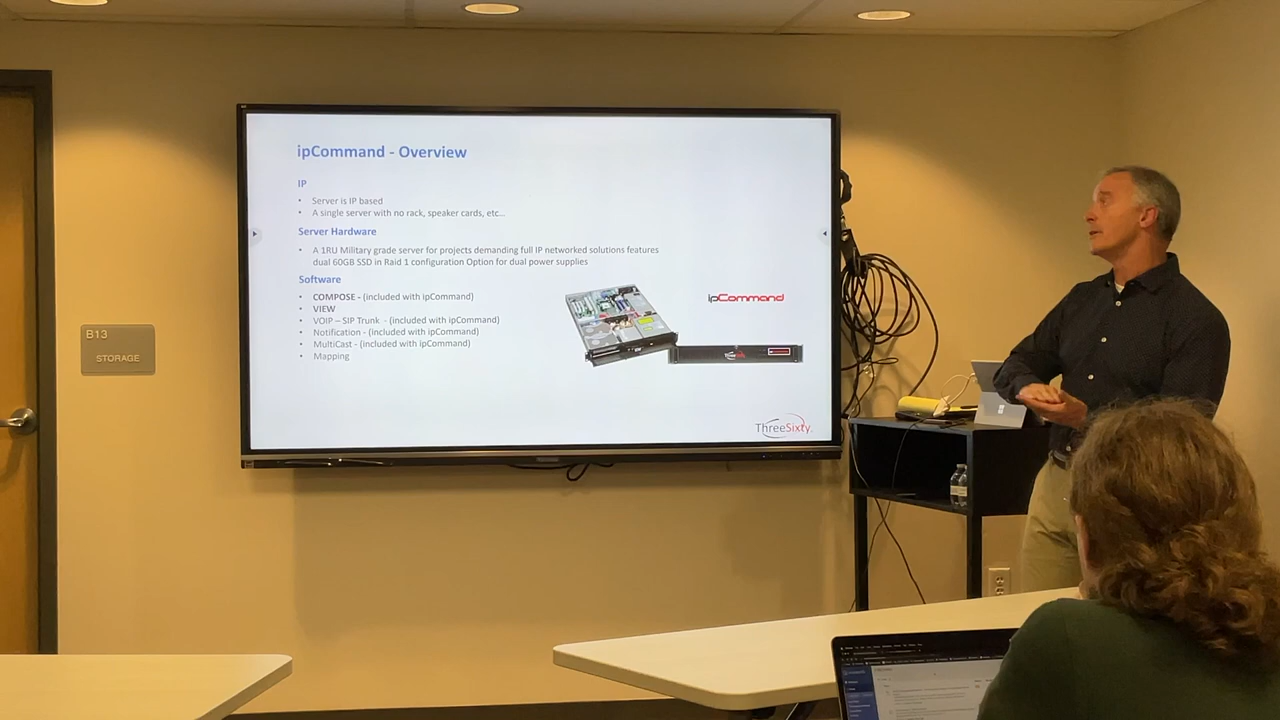 ipCommand - Overview
IP
• Server is IP based
• A single server with no rack, speaker cards, etc...
Server Hardware
• A 1RU Military grade server for projects demanding full IP networked solutions features
dual 60GB SSD in Raid 1 configuration Option for dual power supplies
Software
• COMPOSE - (included with ipCommand)
• VIEW
• VOIP – SIP Trunk - (included with ipCommand)
• Notification - (included with ipCommand)
• MultiCast - (included with ipCommand)
• Mapping
ipCommand
ThreeSixty
ThreeSixty
B13
STORAGE